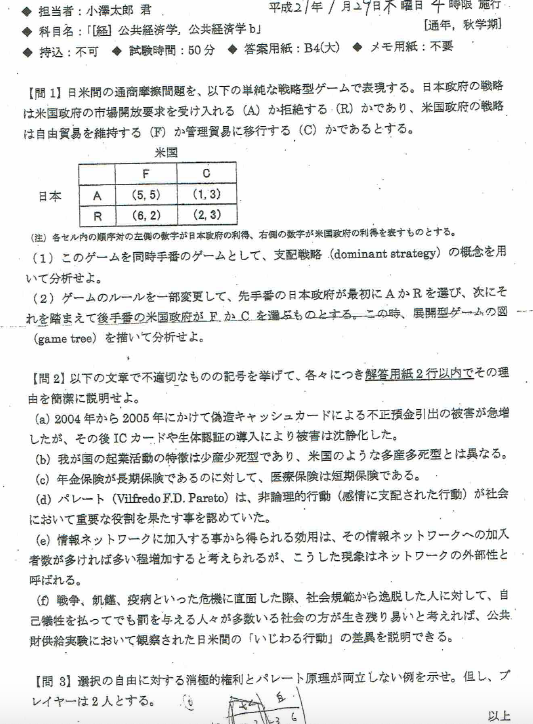 ◆ 担当者：小澤太郎 君 平成21年1月29日木曜日4時限 施行
◆ 科目名：「[経] 公共経済学，公共経済学b」 [通年，秋学期]
◆ 持込：不可 ◆ 試験時間：50分 ◆ 答案用紙：B4(大) ◆ メモ用紙：不要
【問1】日米間の通商摩擦問題を、以下の単純な戦略型ゲームで表現する。日本政府の戦略
は米国政府の市場開放要求を受け入れる（A）か拒絶する（R）かであり、米国政府の戦略
は自由貿易を維持する（F）か管理貿易に移行する（C）かであるとする。
米国
F C
日本 A (5, 5) (1, 3)
R (6, 2) (2, 3)
（注）各セル内の順序対の左側の数字が日本政府の利得、右側の数字が米国政府の利得を表すものとする。
（1）このゲームを同時手番のゲームとして、支配戦略（dominant strategy）の概念を用
いて分析せよ。
（2）ゲームのルールを一部変更して、先手番の日本政府が最初にAかRを選び、次にそ
れを踏まえて後手番の米国政府がFかCを選ぶものとする。この時、展開型ゲームの図
（game tree）を描いて分析せよ。
【問2】以下の文章で不適切なものの記号を挙げて、各々につき解答用紙2行以内でその理
由を簡潔に説明せよ。
(a) 2004年から2005年にかけて偽造キャッシュカードによる不正預金引出の被害が急増
したが、その後ICカードや生体認証の導入により被害は沈静化した。
(b) 我が国の起業活動の特徴は少産少死型であり、米国のような多産多死型とは異なる。
(c) 年金保険が長期保険であるのに対して、医療保険は短期保険である。
(d) パレート（Vilfredo F.D. Pareto）は、非論理的行動（感情に支配された行動）が社会
において重要な役割を果たす事を認めていた。
(e) 情報ネットワークに加入する事から得られる効用は、その情報ネットワークへの加入
者数が多ければ多い程増加すると考えられるが、こうした現象はネットワークの外部性と
呼ばれる。
(f) 戦争、飢饉、疫病といった危機に直面した際、社会規範から逸脱した人に対して、自
己犠牲を払ってでも罰を与える人々が多数いる社会の方が生き残り易いと考えれば、公共
財供給実験において観察された日米間の「いじわる行動」の差異を説明できる。
【問3】選択の自由に対する消極的権利とパレート原理が両立しない例を示せ。但し、プ
レイヤーは2人とする。
以上